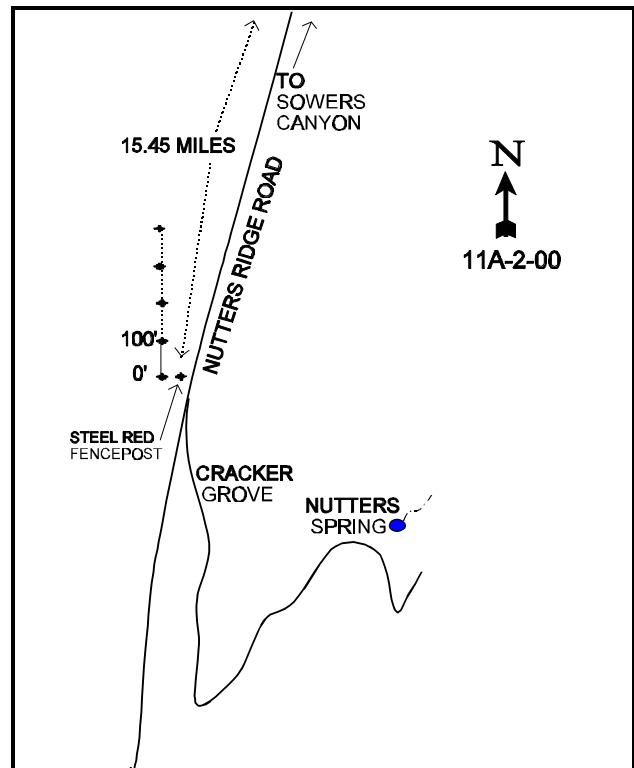 TO
SOWERS
CANYON
15.45 MILES
N
NUTTERS RIDGE ROAD
11A-2-00
100'
0'
STEEL RED
FENCEPOST
CRACKER
GROVE
NUTTERS
SPRING